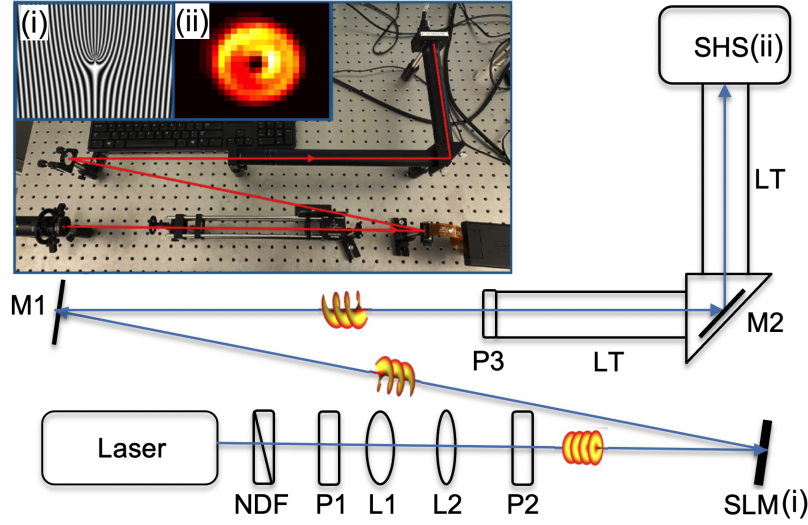 (i)
(ii)
SHS(ii)
LT
M1
M2
P3
LT
Laser
NDF
P1
L1
L2
P2
SLM(i)